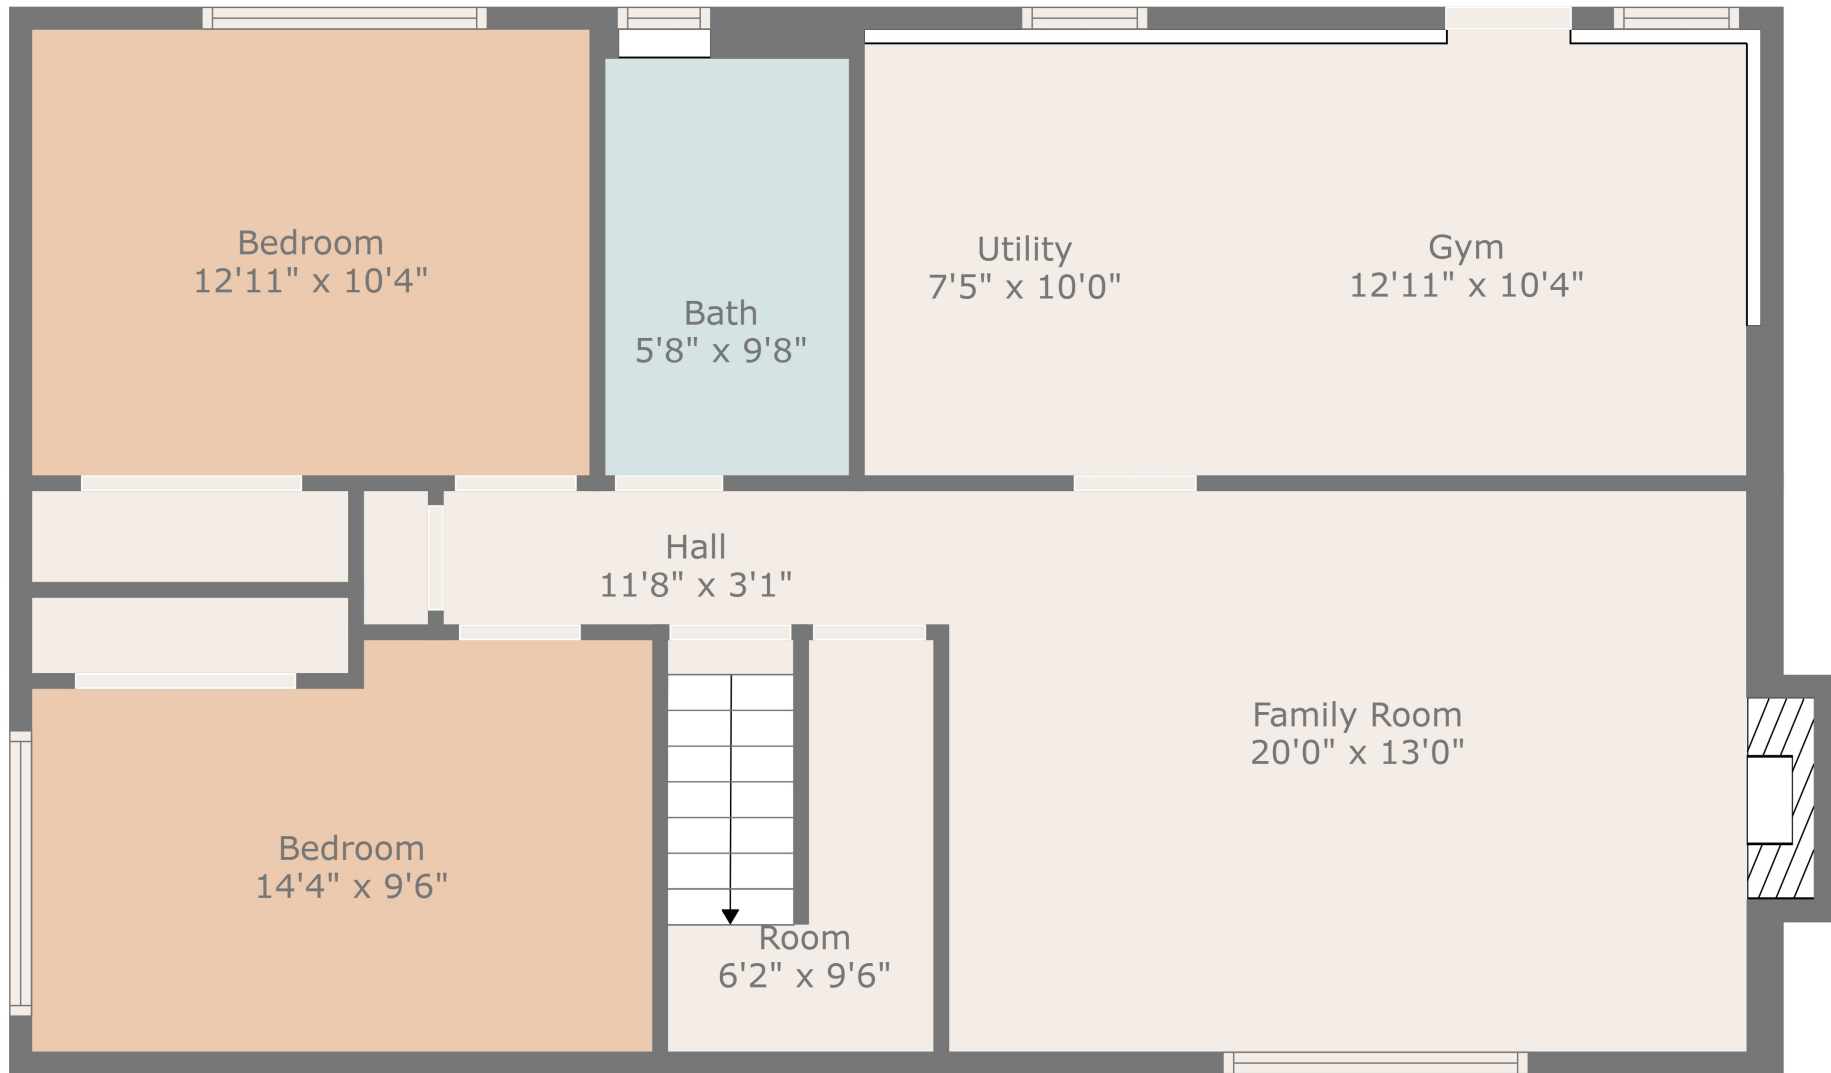 Bedroom
12'11" x 10'4"
Bath
5'8" x 9'8"
Utility
7'5" x 10'0"
Gym
12'11" x 10'4"
Hall
11'8" x 3'1"
Family Room
20'0" x 13'0"
Bedroom
14'4" x 9'6"
Room
6'2" x 9'6"